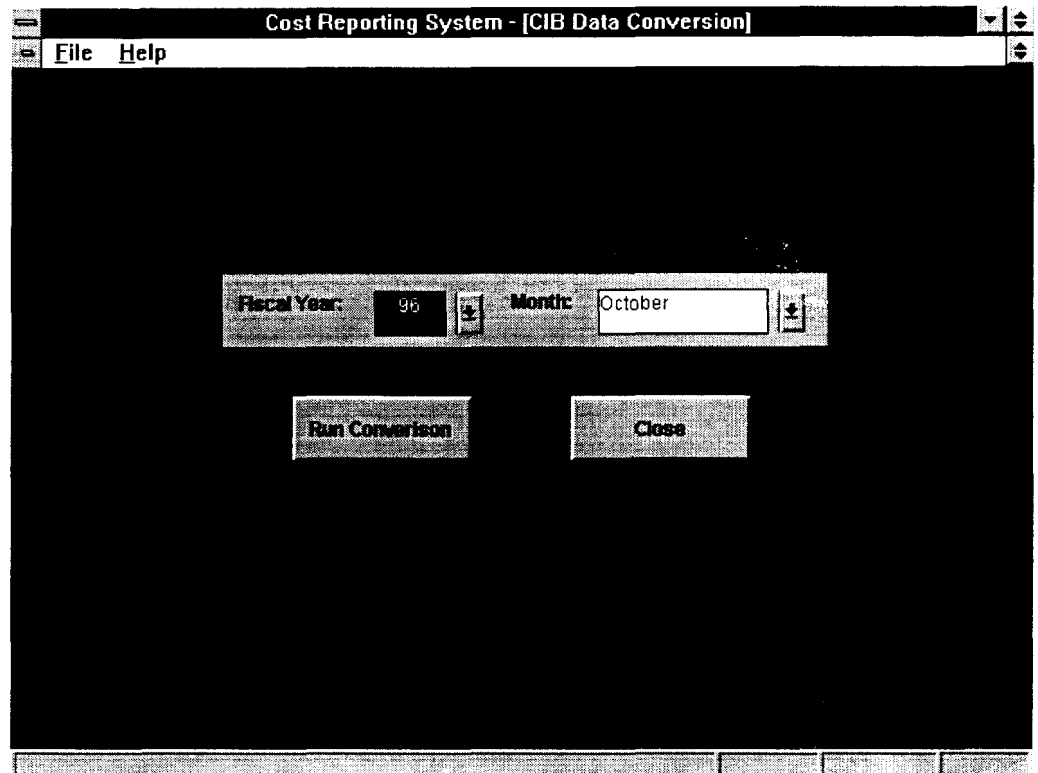 Cost Reporting System - [CIB Data Conversion]
File Help
Fiscal Year: 96 Month: October
Run Converison Close